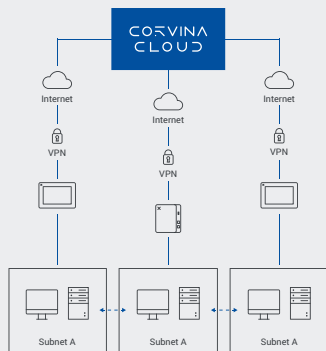 CORVINA
CLOUD
Internet
Internet
Internet
VPN
VPN
VPN
Subnet A
Subnet A
Subnet A